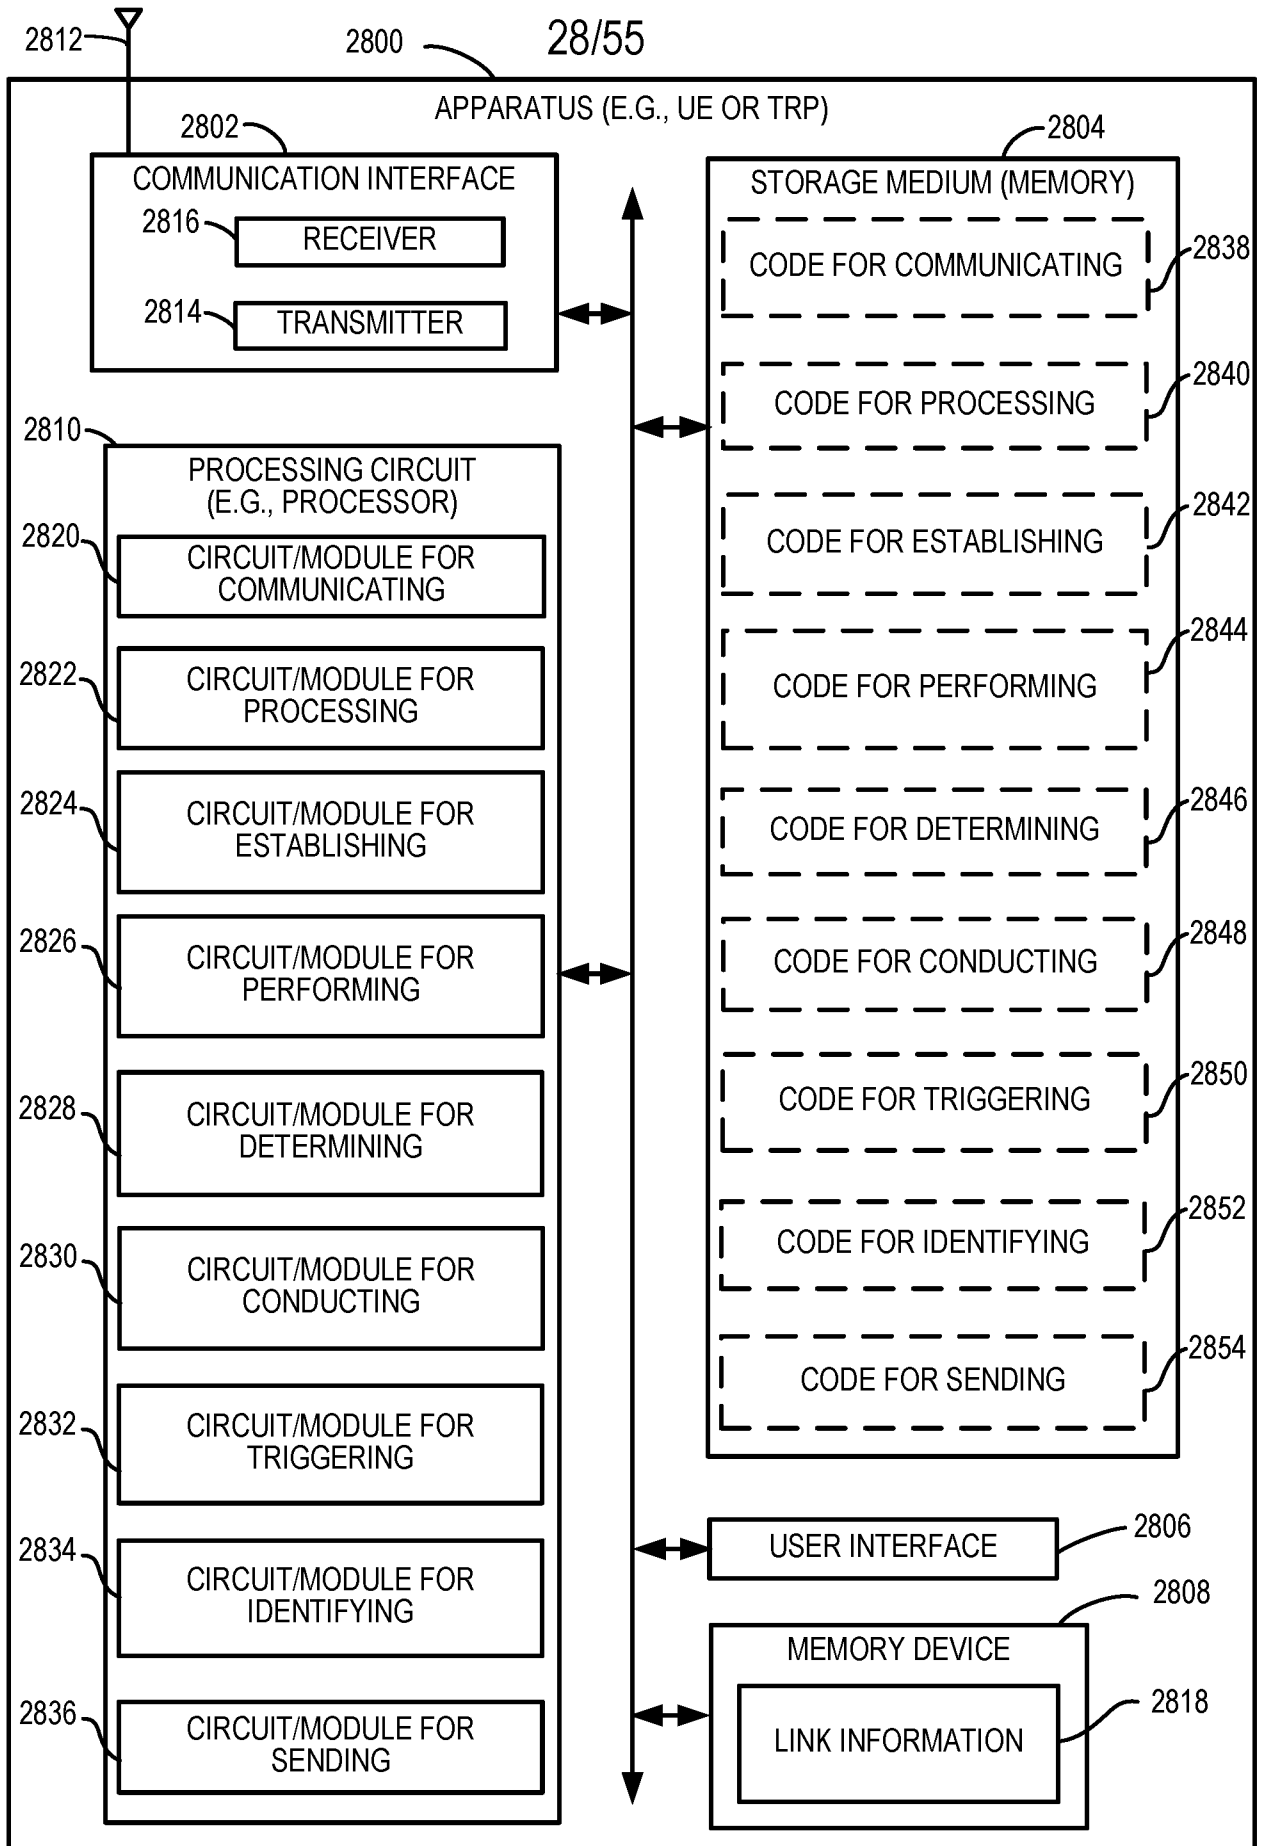 28/55
2812
2800
APPARATUS (E.G., UE OR TRP)
2802
COMMUNICATION INTERFACE
2816
RECEIVER
2814
TRANSMITTER
2810
PROCESSING CIRCUIT
(E.G., PROCESSOR)
2820
CIRCUIT/MODULE FOR
COMMUNICATING
2822
CIRCUIT/MODULE FOR
PROCESSING
2824
CIRCUIT/MODULE FOR
ESTABLISHING
2826
CIRCUIT/MODULE FOR
PERFORMING
2828
CIRCUIT/MODULE FOR
DETERMINING
2830
CIRCUIT/MODULE FOR
CONDUCTING
2832
CIRCUIT/MODULE FOR
TRIGGERING
2834
CIRCUIT/MODULE FOR
IDENTIFYING
2836
CIRCUIT/MODULE FOR
SENDING
2804
STORAGE MEDIUM (MEMORY)
CODE FOR COMMUNICATING
2838
CODE FOR PROCESSING
2840
CODE FOR ESTABLISHING
2842
CODE FOR PERFORMING
2844
CODE FOR DETERMINING
2846
CODE FOR CONDUCTING
2848
CODE FOR TRIGGERING
2850
CODE FOR IDENTIFYING
2852
CODE FOR SENDING
2854
USER INTERFACE
2806
2808
MEMORY DEVICE
LINK INFORMATION
2818